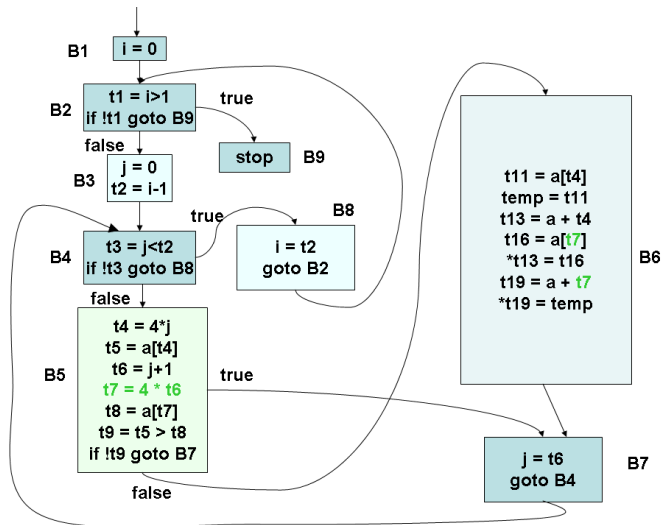 B1
i = 0
B2
t1 = i>1
if !t1 goto B9
true
false
stop
B9
B3
j = 0
t2 = i-1
true
B8
B4
t3 = j<t2
if !t3 goto B8
i = t2
goto B2
false
B5
t4 = 4*j
t5 = a[t4]
t6 = j+1
t7 = 4 * t6
t8 = a[t7]
t9 = t5 > t8
if !t9 goto B7
true
false
t11 = a[t4]
temp = t11
t13 = a + t4
t16 = a[t7]
*t13 = t16
t19 = a + t7
*t19 = temp
B6
j = t6
goto B4
B7